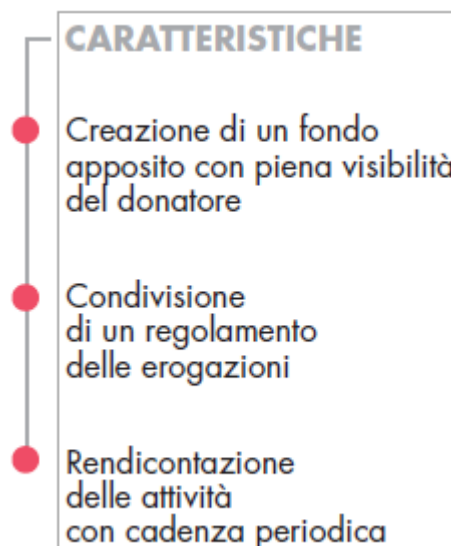 CARATTERISTICHE
Creazione di un fondo
apposito con piena visibilità
del donatore
Condivisione
di un regolamento
delle erogazioni
Rendicontazione
delle attività
con cadenza periodica